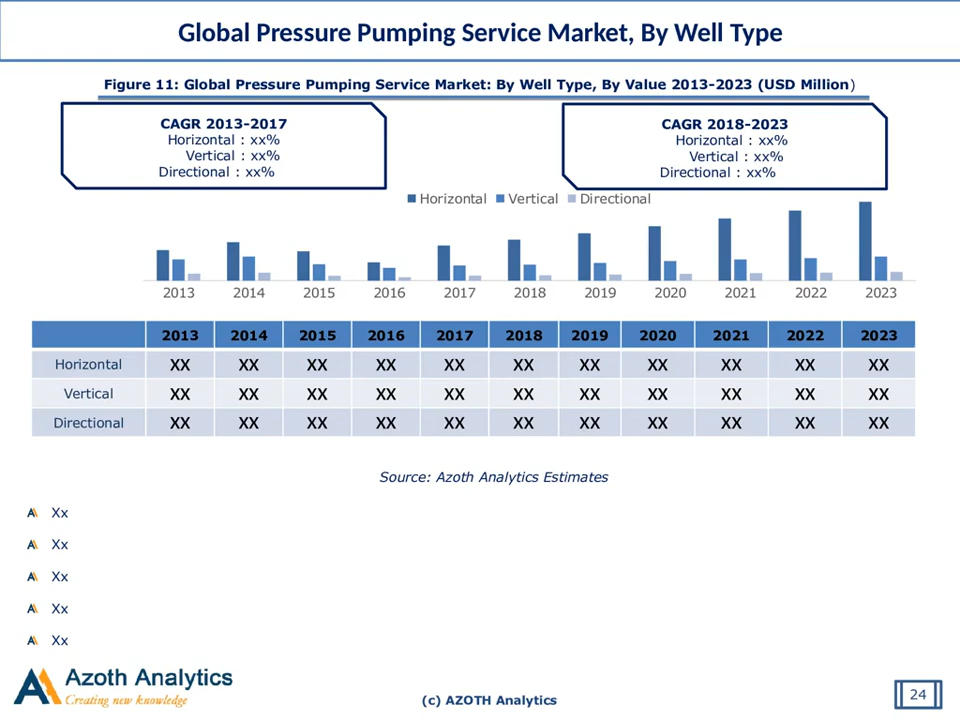 Global Pressure Pumping Service Market, By Well Type
Figure 11: Global Pressure Pumping Service Market: By Well Type, By Value 2013-2023 (USD Million)
CAGR 2013-2017
Horizontal : xx%
Vertical : xx%
Directional : xx%
CAGR 2018-2023
Horizontal : xx%
Vertical : xx%
Directional : xx%
Horizontal Vertical Directional
2013 2014 2015 2016 2017 2018 2019 2020 2021 2022 2023
2013 2014 2015 2016 2017 2018 2019 2020 2021 2022 2023
Horizontal XX XX XX XX XX XX XX XX XX XX XX
Vertical XX XX XX XX XX XX XX XX XX XX XX
Directional XX XX XX XX XX XX XX XX XX XX XX
Source: Azoth Analytics Estimates
Xx
Xx
Xx
Xx
Xx
Azoth Analytics
Creating new knowledge
(c) AZOTH Analytics
24